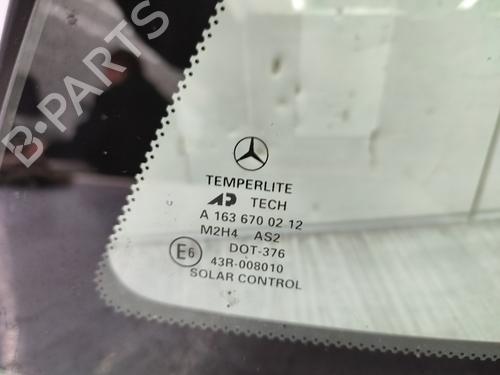 B-PARTS
TEMPERLITE
AP TECH
A 163 670 02 12
M2H4 AS2
DOT-376
E6 43R-008010
SOLAR CONTROL